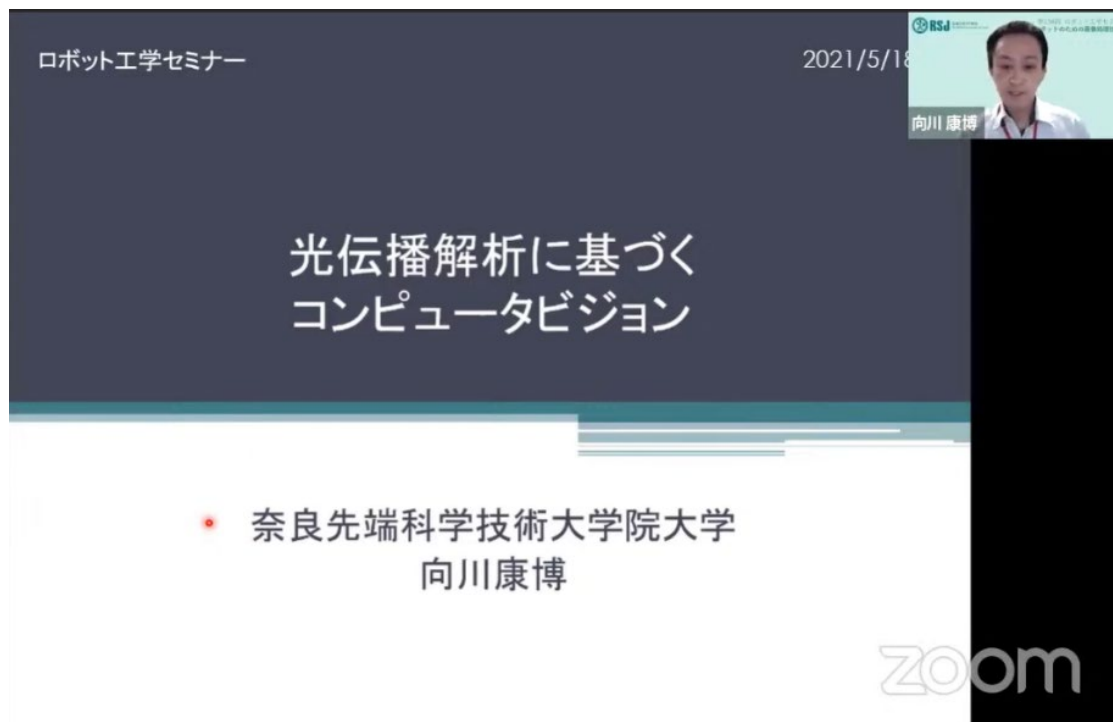 ロボット工学セミナー
2021/5/18
RSJ
向川 康博
光伝播解析に基づく
コンピュータビジョン
奈良先端科学技術大学院大学
向川康博
zoom